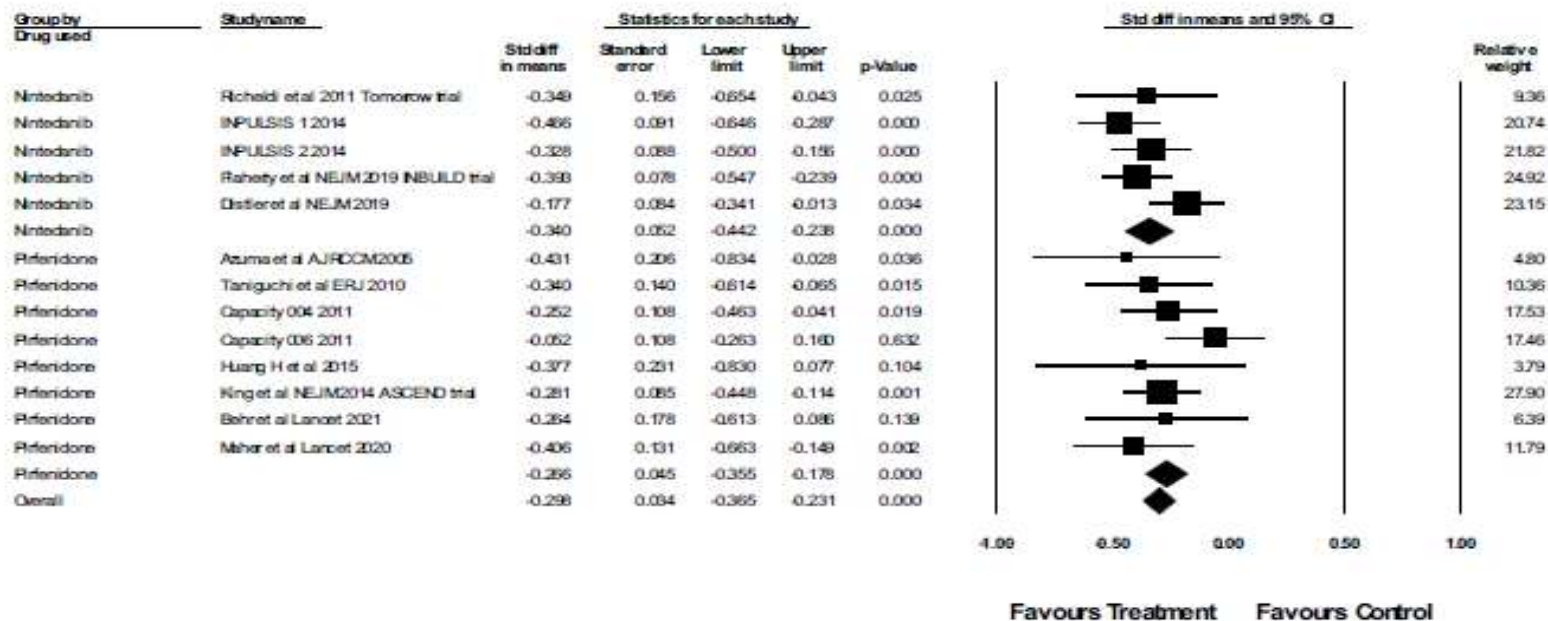 Group by Studyname Statistics for each study Std diff in means and 95% CI
Drug used
Std diff Standard Lower Upper Relative
in means error limit limit p-Value weight
Nintedanib Richeldi et al 2011 Tomorrow trial -0.349 0.156 -0.654 -0.043 0.025 9.36
Nintedanib INPULSIS 1 2014 -0.466 0.091 -0.646 -0.287 0.000 20.74
Nintedanib INPULSIS 2 2014 -0.328 0.088 -0.500 -0.156 0.000 21.82
Nintedanib Raherty et al NEJM 2019 INBUILD trial -0.393 0.078 -0.547 -0.239 0.000 24.92
Nintedanib Distler et al NEJM 2019 -0.177 0.084 -0.341 -0.013 0.034 23.15
Nintedanib -0.340 0.052 -0.442 -0.238 0.000
Pirfenidone Azuma et al AJRCCM 2005 -0.431 0.206 -0.834 -0.028 0.036 4.80
Pirfenidone Taniguchi et al ERJ 2010 -0.340 0.140 -0.614 -0.065 0.015 10.36
Pirfenidone Capacity 004 2011 -0.252 0.108 -0.463 -0.041 0.019 17.53
Pirfenidone Capacity 006 2011 -0.052 0.108 -0.263 0.160 0.632 17.46
Pirfenidone Huang H et al 2015 -0.377 0.231 -0.830 0.077 0.104 3.79
Pirfenidone King et al NEJM 2014 ASCEND trial -0.281 0.085 -0.448 -0.114 0.001 27.90
Pirfenidone Behr et al Lancet 2021 -0.264 0.178 -0.613 0.086 0.139 6.39
Pirfenidone Maher et al Lancet 2020 -0.406 0.131 -0.663 -0.149 0.002 11.79
Pirfenidone -0.266 0.045 -0.355 -0.178 0.000
Overall -0.298 0.034 -0.365 -0.231 0.000
-1.00 -0.50 0.00 0.50 1.00
Favours Treatment Favours Control